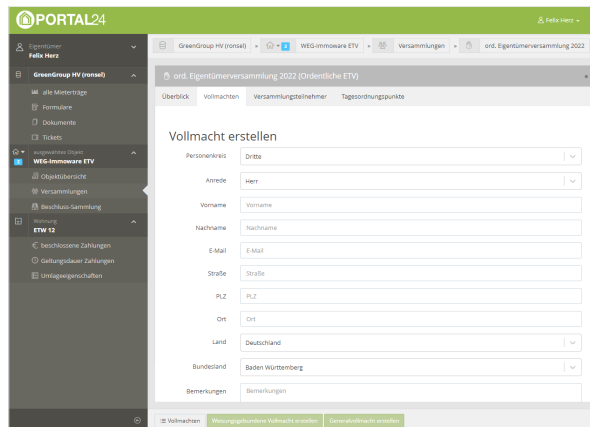 PORTAL24
Felix Herz
Eigentümer
Felix Herz
GreenGroup HV (ronsel)
alle Mieterträge
Formulare
Dokumente
Tickets
ausgewähltes Objekt
WEG-Immoware ETV
2
Objektübersicht
Versammlungen
Beschluss-Sammlung
Wohnung
ETW 12
beschlossene Zahlungen
Geltungsdauer Zahlungen
Umlageeigenschaften
GreenGroup HV (ronsel) » 2 WEG-Immoware ETV » Versammlungen » ord. Eigentümerversammlung 2022
ord. Eigentümerversammlung 2022 (Ordentliche ETV)
Überblick Vollmachten Versammlungsteilnehmer Tagesordnungspunkte
Vollmacht erstellen
Personenkreis Dritte
Anrede Herr
Vorname Vorname
Nachname Nachname
E-Mail E-Mail
Straße Straße
PLZ PLZ
Ort Ort
Land Deutschland
Bundesland Baden Württemberg
Bemerkungen Bemerkungen
Vollmachten Weisungsgebundene Vollmacht erstellen Generalvollmacht erstellen